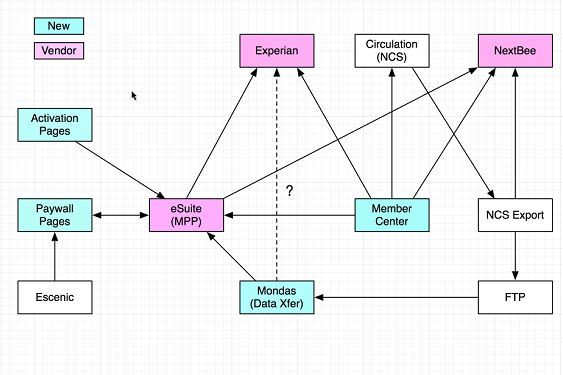 New
Vendor
Experian
Circulation
(NCS)
NextBee
Activation
Pages
Paywall
Pages
eSuite
(MPP)
?
Member
Center
NCS Export
Escenic
Mondas
(Data Xfer)
FTP